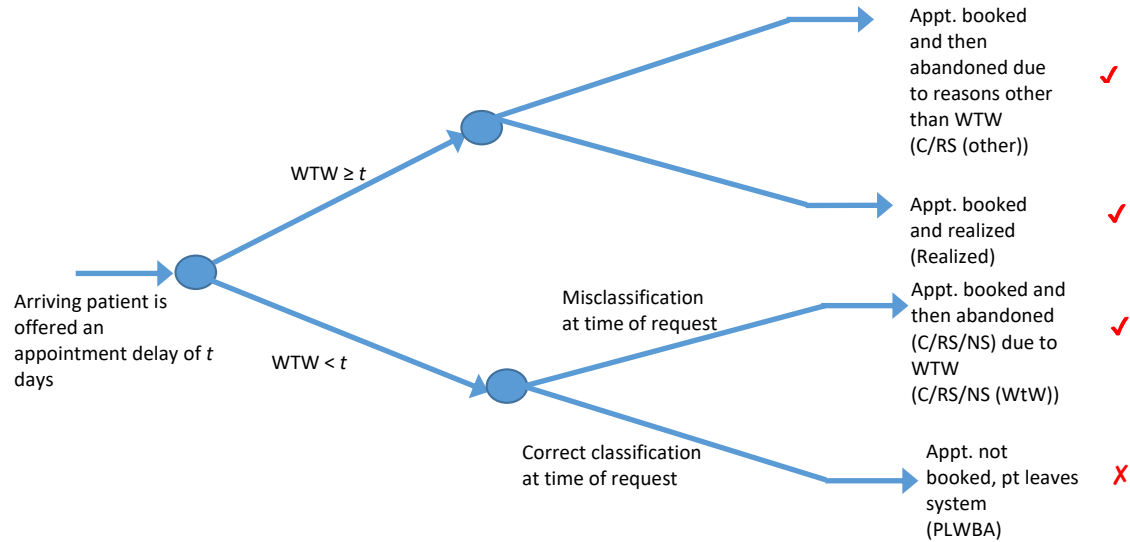 Appt. booked
and then
abandoned due
to reasons other
than WTW
(C/RS (other))
✓
WTW ≥ t
Appt. booked
and realized
(Realized)
✓
Arriving patient is
offered an
appointment delay of t
days
WTW < t
Misclassification
at time of request
Appt. booked and
then abandoned
(C/RS/NS) due to
WTW
(C/RS/NS (WtW))
✓
Correct classification
at time of request
Appt. not
booked, pt leaves
system
(PLWBA)
✗